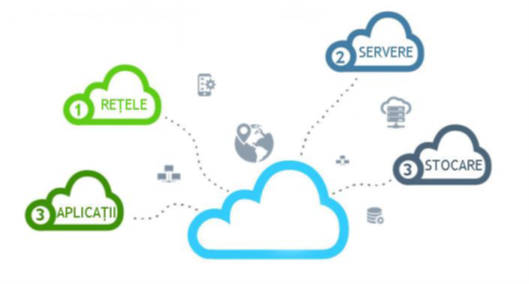 2 SERVERE
1 REȚELE
3 STOCARE
3 APLICAȚII